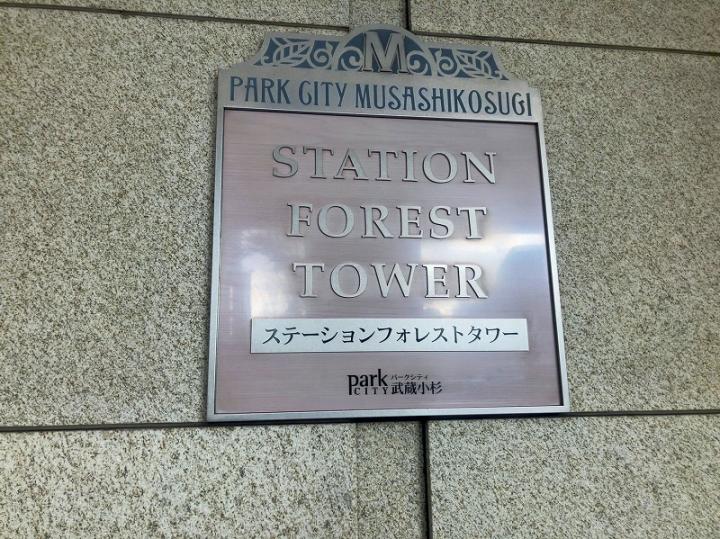 M
PARK CITY MUSASHIKOSUGI
STATION
FOREST
TOWER
ステーションフォレストタワー
park CITY パークシティ 武蔵小杉